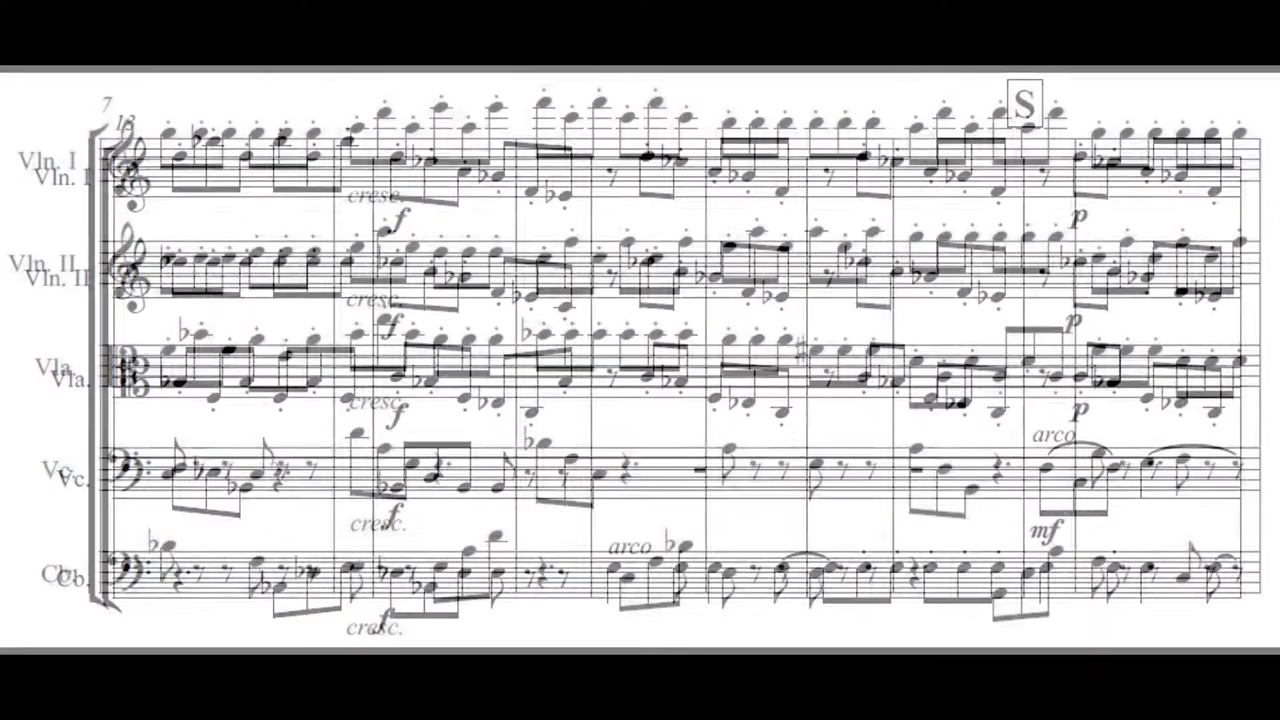 7
13
S
Vln. I
Vln. I
cresc.
f
p
Vln. II
Vln. II
cresc.
f
p
Vla.
Vla.
cresc.
f
p
arco
Vc.
Vc.
cresc.
f
mf
arco
Cb.
Cb.
cresc.
f